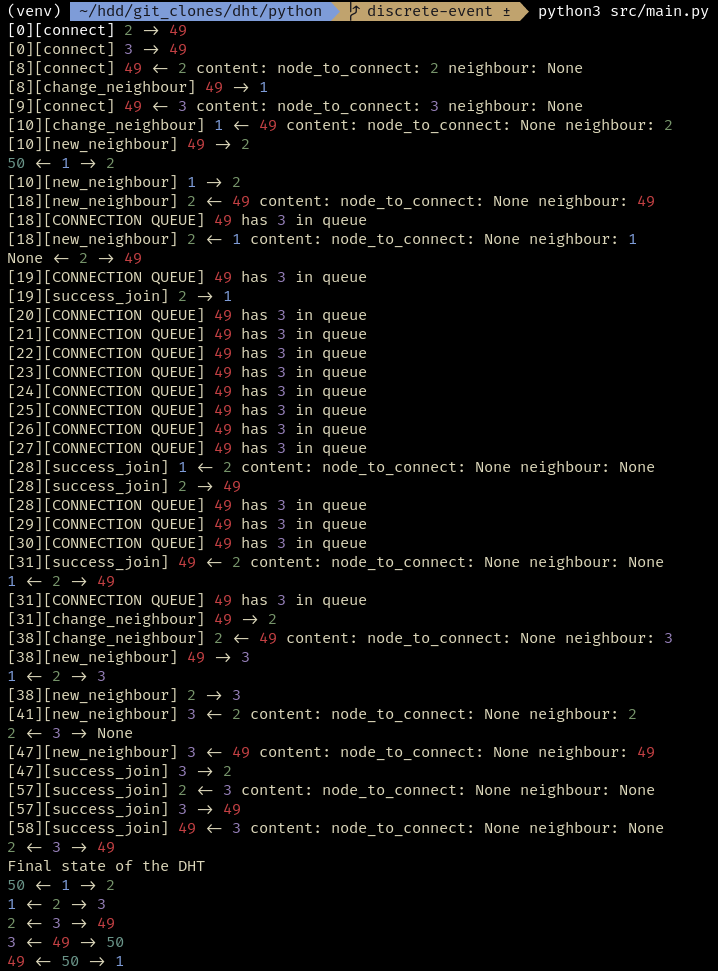 (venv) ~/hdd/git_clones/dht/python discrete-event ± python3 src/main.py
[0][connect] 2 → 49
[0][connect] 3 → 49
[8][connect] 49 ← 2 content: node_to_connect: 2 neighbour: None
[8][change_neighbour] 49 → 1
[9][connect] 49 ← 3 content: node_to_connect: 3 neighbour: None
[10][change_neighbour] 1 ← 49 content: node_to_connect: None neighbour: 2
[10][new_neighbour] 49 → 2
50 ← 1 → 2
[10][new_neighbour] 1 → 2
[18][new_neighbour] 2 ← 49 content: node_to_connect: None neighbour: 49
[18][CONNECTION QUEUE] 49 has 3 in queue
[18][new_neighbour] 2 ← 1 content: node_to_connect: None neighbour: 1
None ← 2 → 49
[19][CONNECTION QUEUE] 49 has 3 in queue
[19][success_join] 2 → 1
[20][CONNECTION QUEUE] 49 has 3 in queue
[21][CONNECTION QUEUE] 49 has 3 in queue
[22][CONNECTION QUEUE] 49 has 3 in queue
[23][CONNECTION QUEUE] 49 has 3 in queue
[24][CONNECTION QUEUE] 49 has 3 in queue
[25][CONNECTION QUEUE] 49 has 3 in queue
[26][CONNECTION QUEUE] 49 has 3 in queue
[27][CONNECTION QUEUE] 49 has 3 in queue
[28][success_join] 1 ← 2 content: node_to_connect: None neighbour: None
[28][success_join] 2 → 49
[28][CONNECTION QUEUE] 49 has 3 in queue
[29][CONNECTION QUEUE] 49 has 3 in queue
[30][CONNECTION QUEUE] 49 has 3 in queue
[31][success_join] 49 ← 2 content: node_to_connect: None neighbour: None
1 ← 2 → 49
[31][CONNECTION QUEUE] 49 has 3 in queue
[31][change_neighbour] 49 → 2
[38][change_neighbour] 2 ← 49 content: node_to_connect: None neighbour: 3
[38][new_neighbour] 49 → 3
1 ← 2 → 3
[38][new_neighbour] 2 → 3
[41][new_neighbour] 3 ← 2 content: node_to_connect: None neighbour: 2
2 ← 3 → None
[47][new_neighbour] 3 ← 49 content: node_to_connect: None neighbour: 49
[47][success_join] 3 → 2
[57][success_join] 2 ← 3 content: node_to_connect: None neighbour: None
[57][success_join] 3 → 49
[58][success_join] 49 ← 3 content: node_to_connect: None neighbour: None
2 ← 3 → 49
Final state of the DHT
50 ← 1 → 2
1 ← 2 → 3
2 ← 3 → 49
3 ← 49 → 50
49 ← 50 → 1